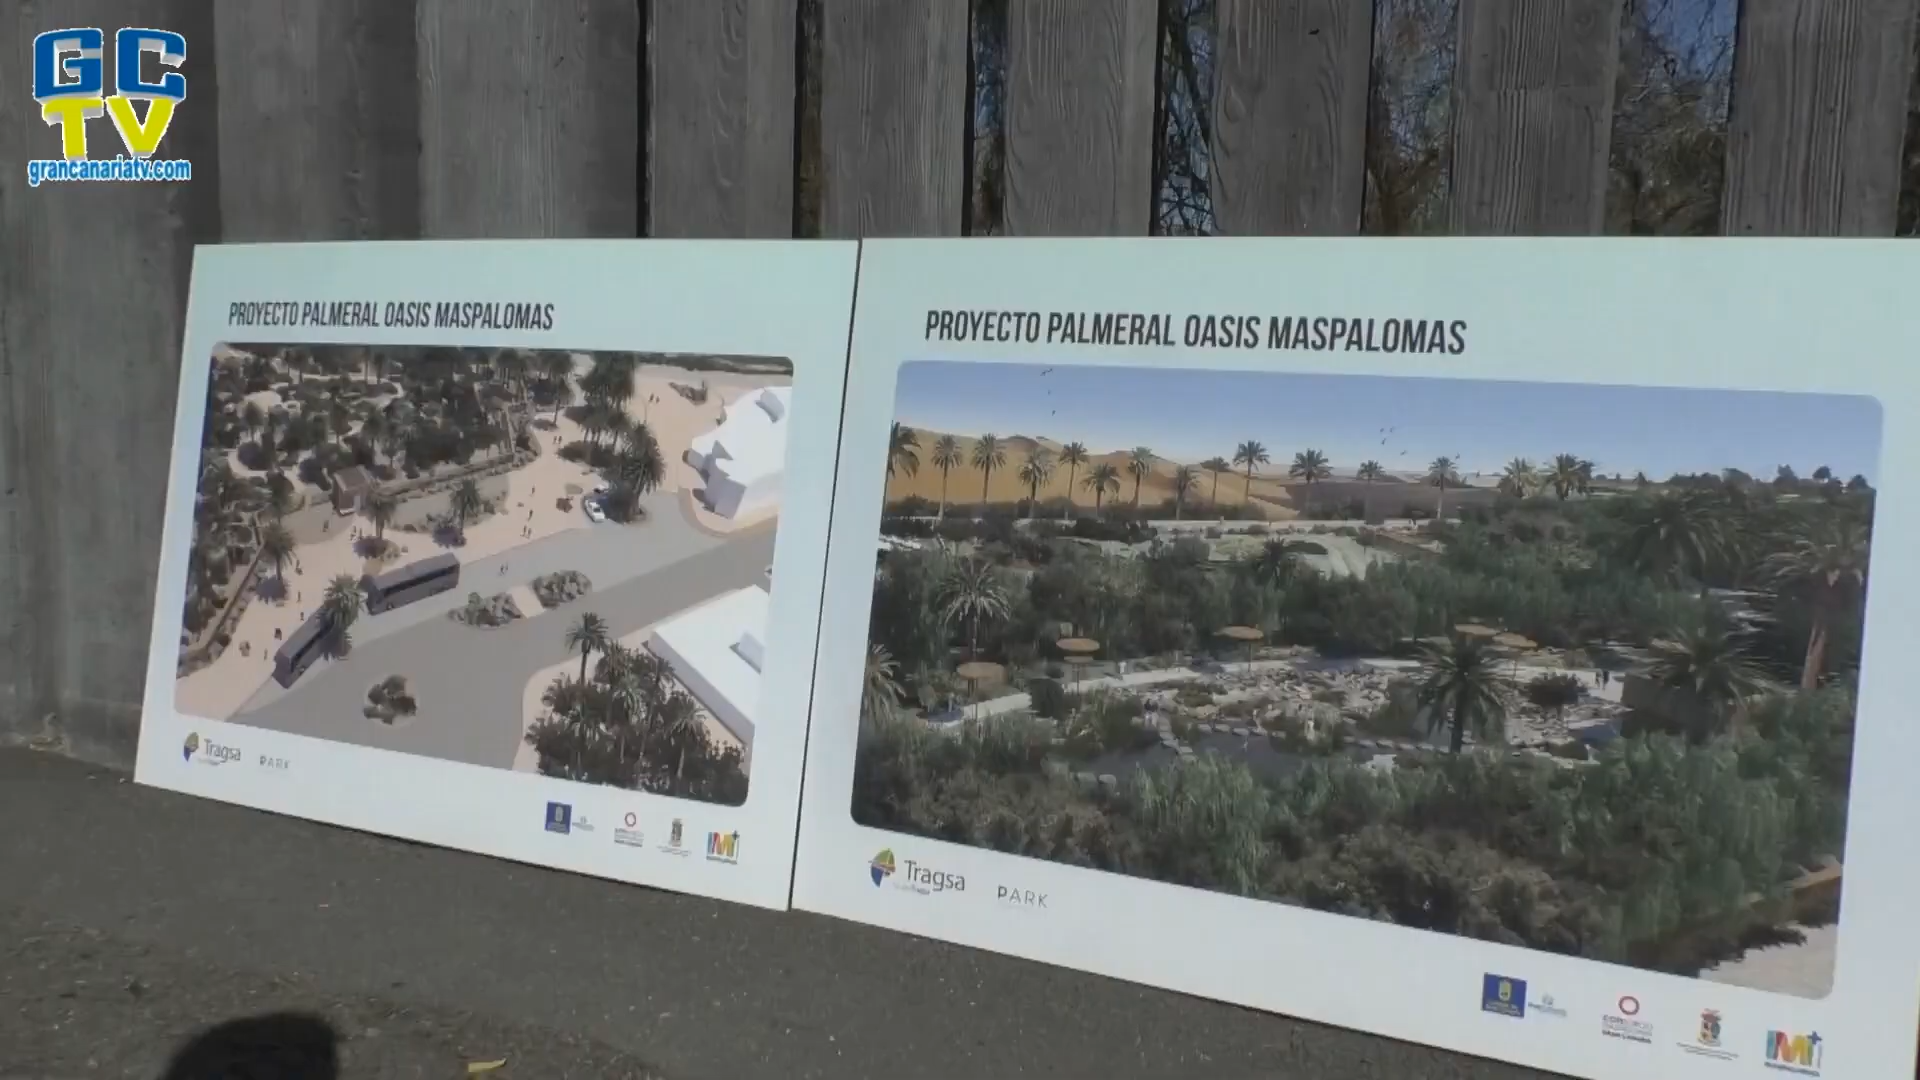 GC
TV
grancanariatv.com
PROYECTO PALMERAL OASIS MASPALOMAS
Tragsa
PARK
PROYECTO PALMERAL OASIS MASPALOMAS
Tragsa
PARK